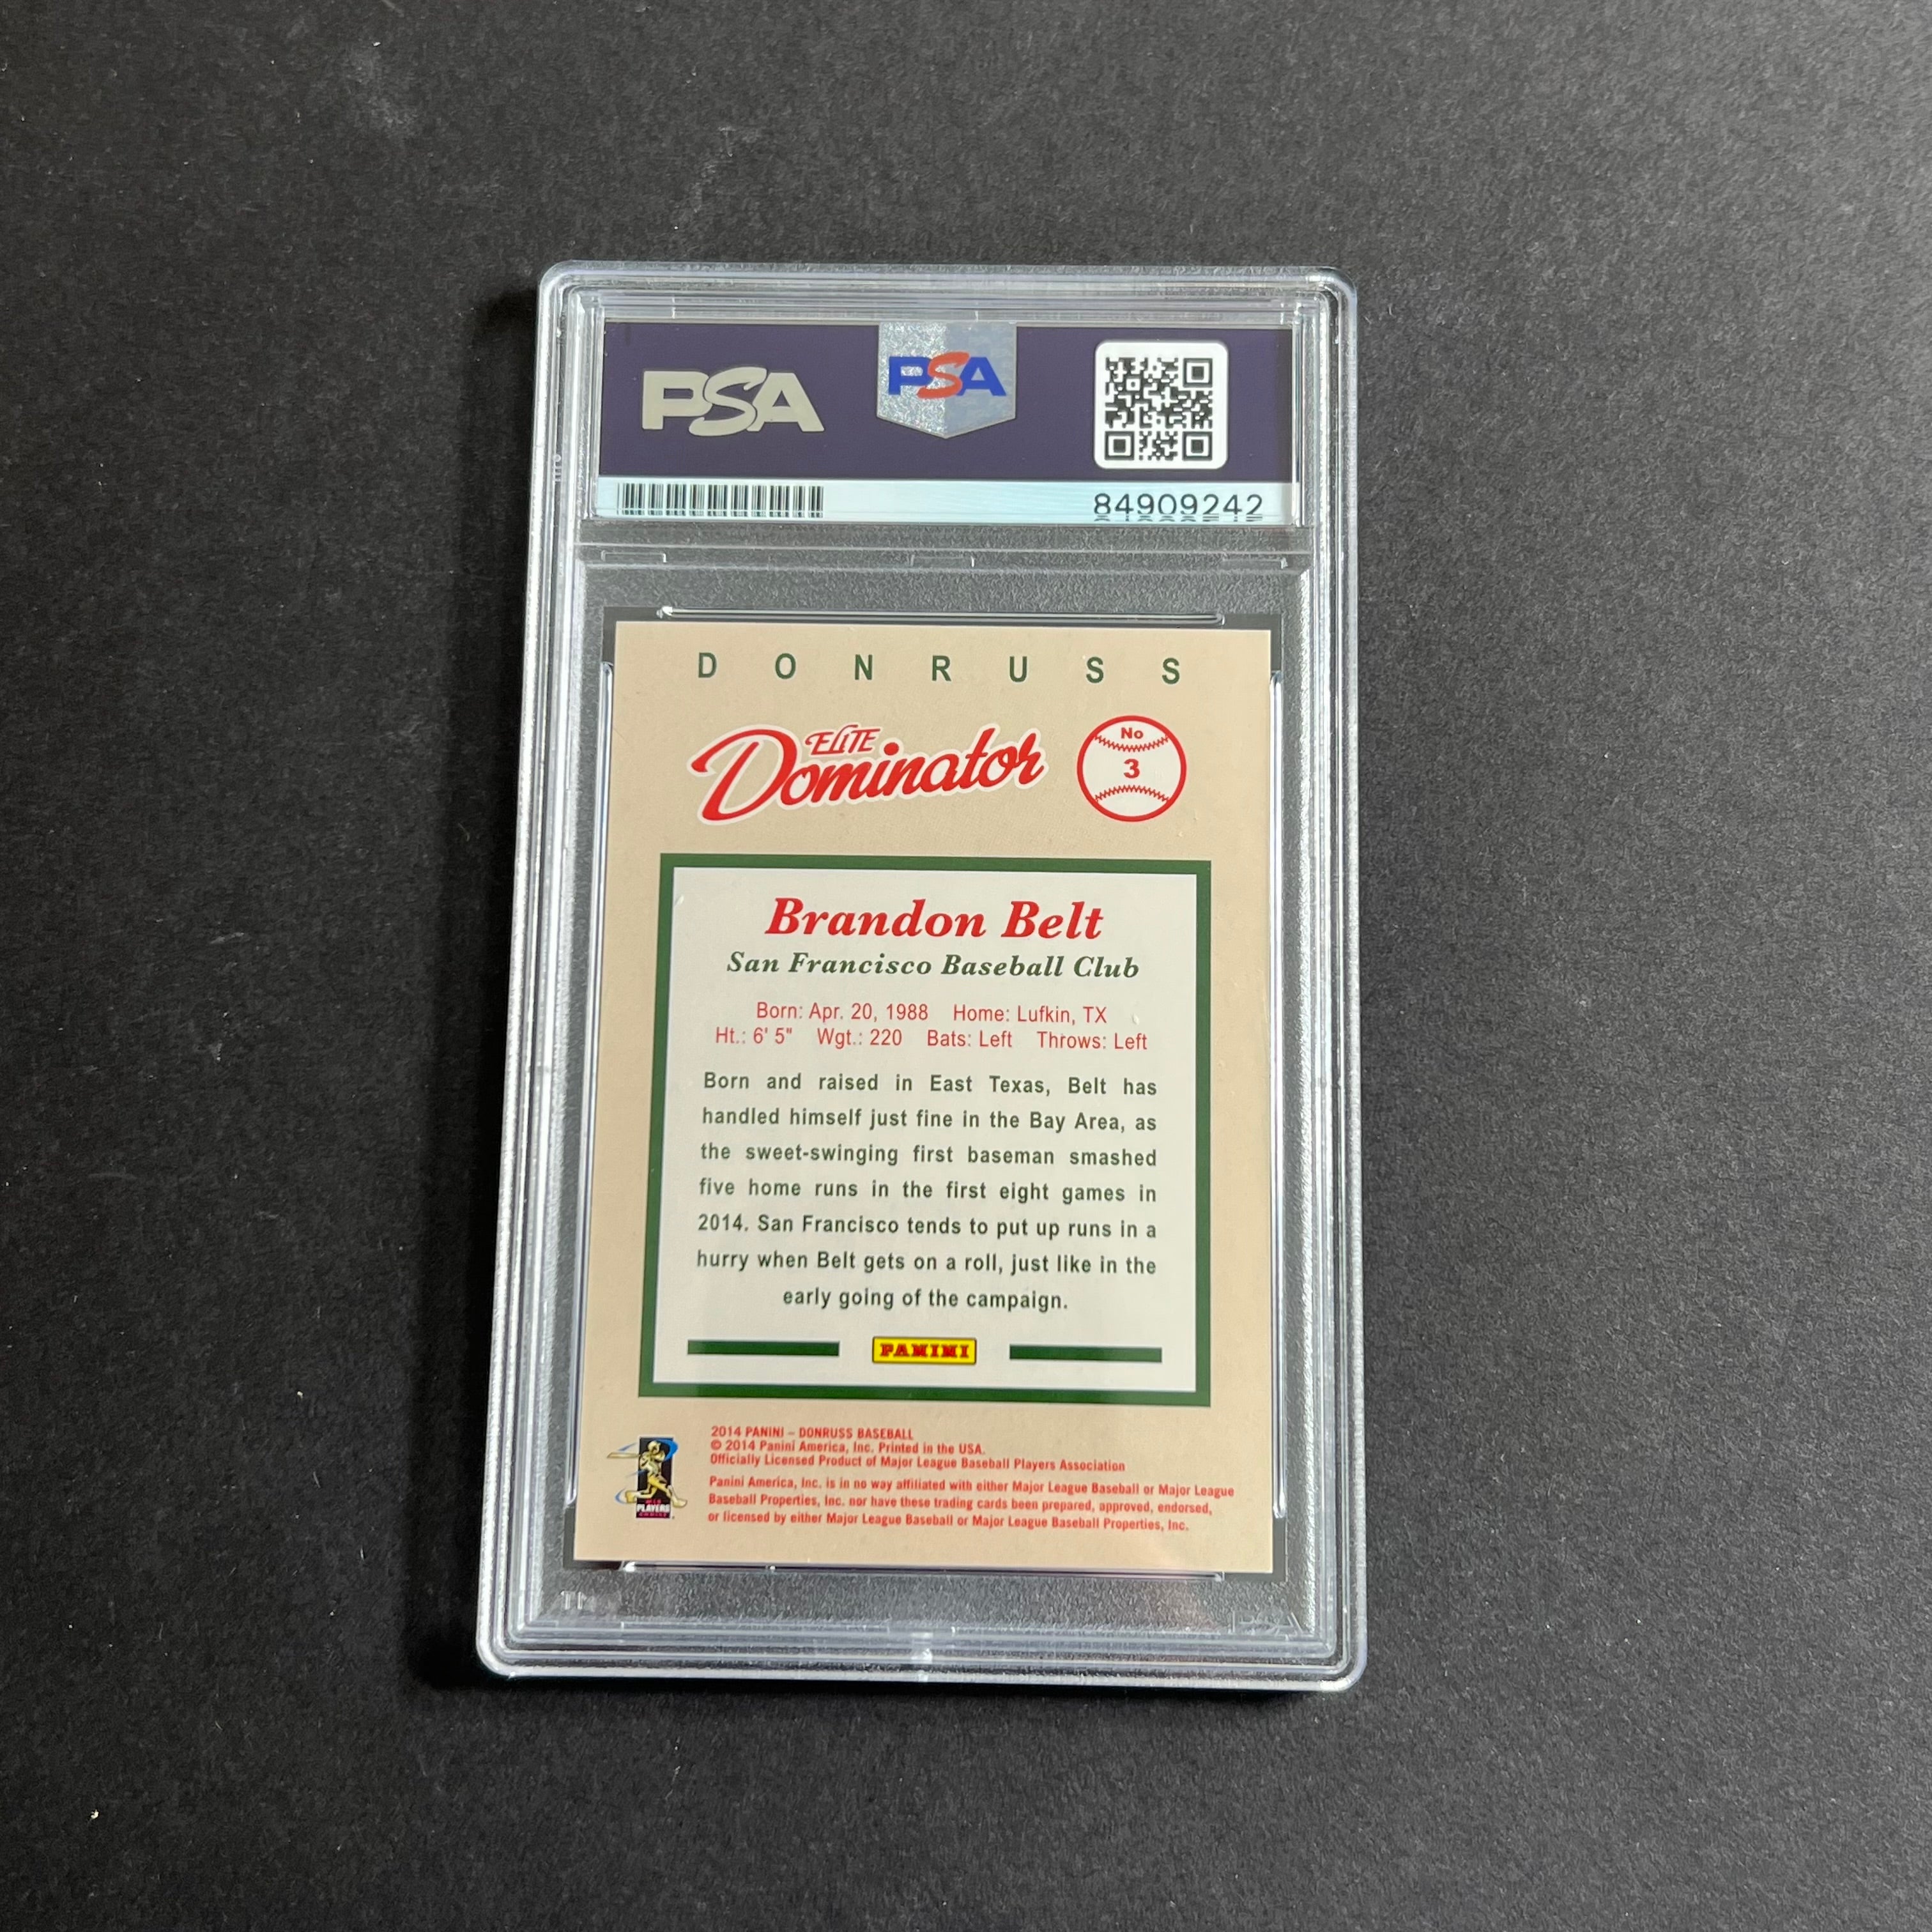 PSA
PSA
84909242
DONRUSS
ELITE
Dominator
No
3
Brandon Belt
San Francisco Baseball Club
Born: Apr. 20, 1988 Home: Lufkin, TX
Ht.: 6' 5" Wgt.: 220 Bats: Left Throws: Left
Born and raised in East Texas, Belt has
handled himself just fine in the Bay Area, as
the sweet-swinging first baseman smashed
five home runs in the first eight games in
2014. San Francisco tends to put up runs in a
hurry when Belt gets on a roll, just like in the
early going of the campaign.
PANINI
2014 PANINI – DONRUSS BASEBALL
© 2014 Panini America, Inc. Printed in the USA.
Officially Licensed Product of Major League Baseball Players Association
Panini America, Inc. is in no way affiliated with either Major League Baseball or Major League
Baseball Properties, Inc. nor have these trading cards been prepared, approved, endorsed,
or licensed by either Major League Baseball or Major League Baseball Properties, Inc.
PLAYERS